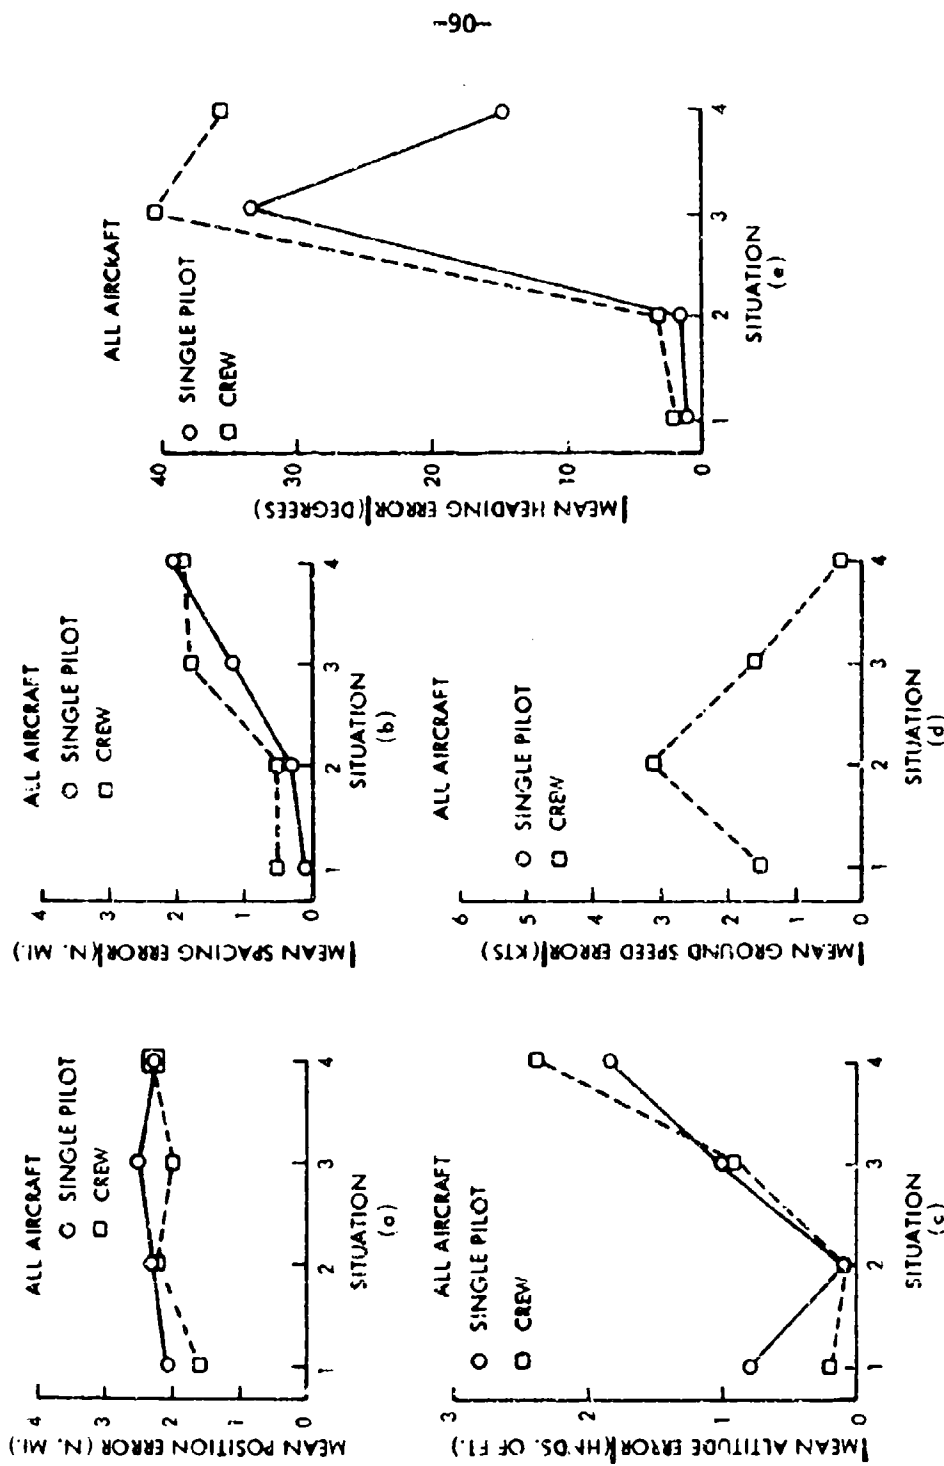 -90-
ALL AIRCRAFT
SINGLE PILOT
CREW
4
3
2
1
0
MEAN POSITION ERROR (N. MI.)
1 2 3 4
SITUATION
(a)
ALL AIRCRAFT
SINGLE PILOT
CREW
4
3
2
1
0
|MEAN SPACING ERROR| (N. MI.)
1 2 3 4
SITUATION
(b)
ALL AIRCRAFT
SINGLE PILOT
CREW
3
2
1
0
|MEAN ALTITUDE ERROR| (HNDS. OF FT.)
1 2 3 4
SITUATION
(c)
ALL AIRCRAFT
SINGLE PILOT
CREW
6
5
4
3
2
1
0
|MEAN GROUND SPEED ERROR| (KTS)
1 2 3 4
SITUATION
(d)
ALL AIRCRAFT
SINGLE PILOT
CREW
40
30
20
10
0
|MEAN HEADING ERROR| (DEGREES)
1 2 3 4
SITUATION
(e)